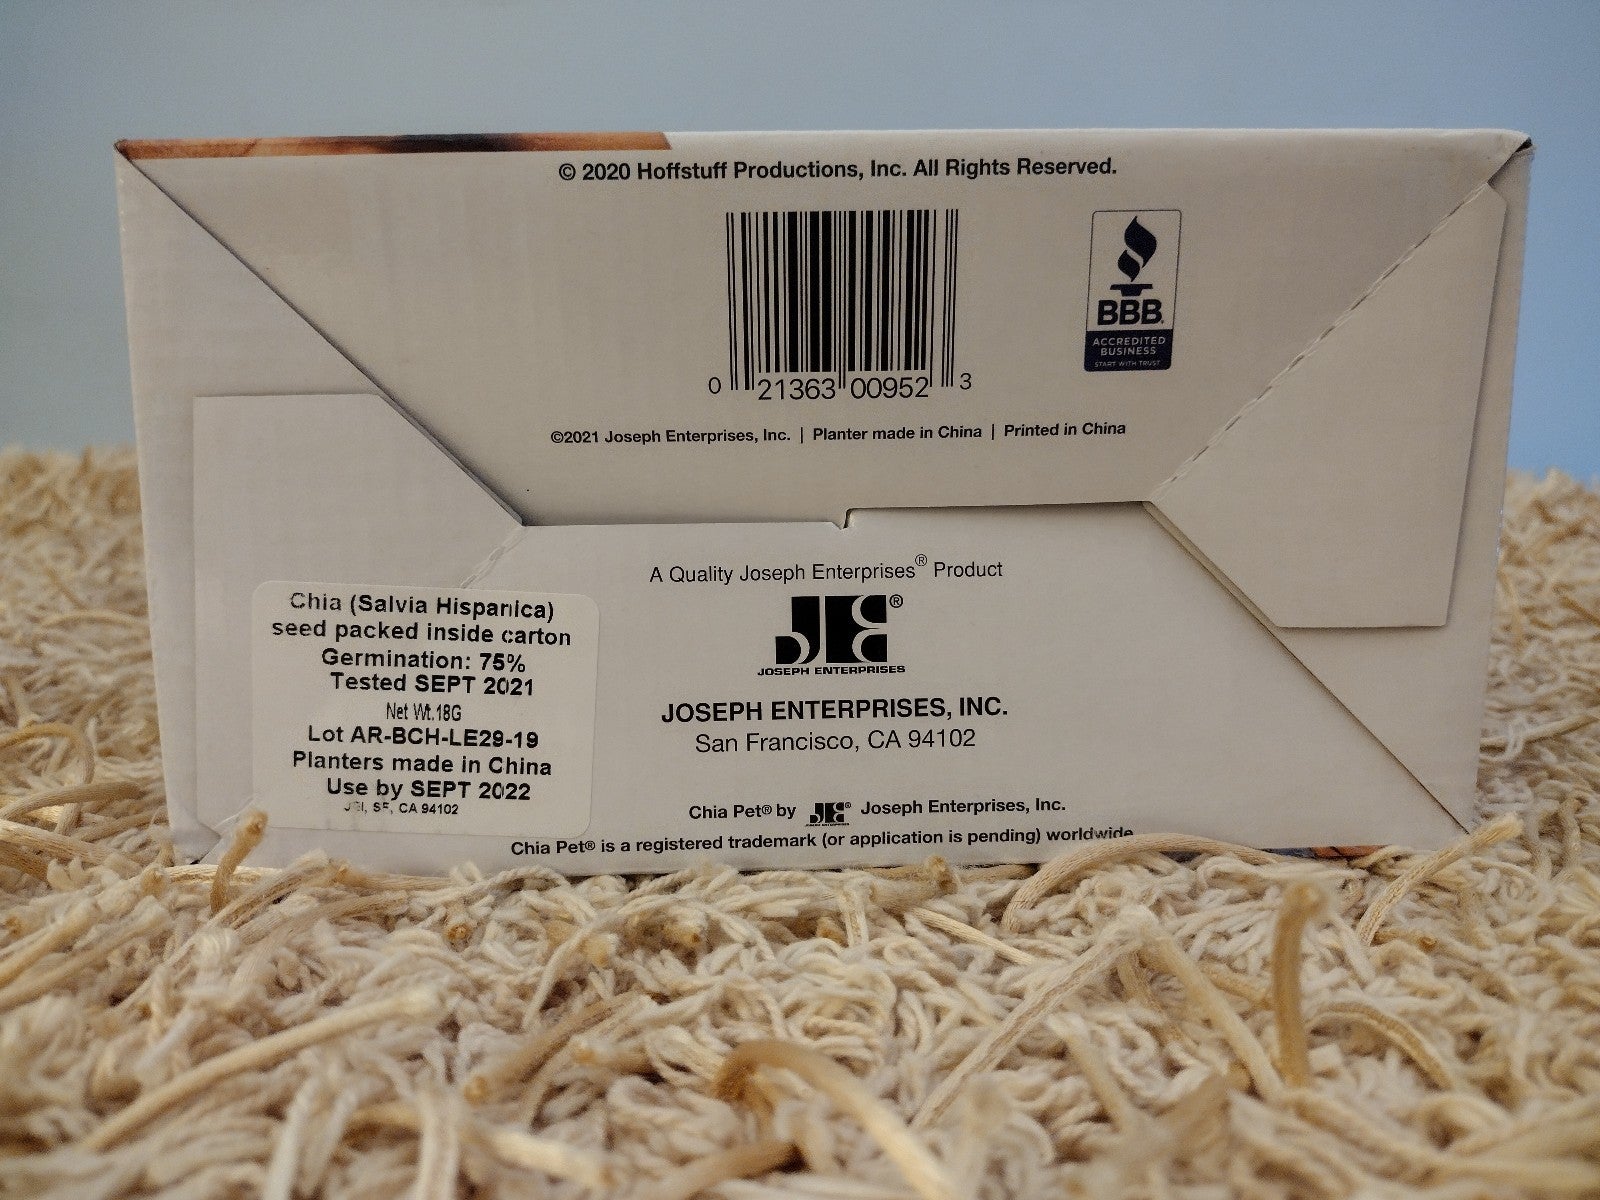 © 2020 Hoffstuff Productions, Inc. All Rights Reserved.
0 21363 00952 3
BBB.
ACCREDITED
BUSINESS
START WITH TRUST
©2021 Joseph Enterprises, Inc. | Planter made in China | Printed in China
A Quality Joseph Enterprises® Product
JE®
JOSEPH ENTERPRISES
JOSEPH ENTERPRISES, INC.
San Francisco, CA 94102
Chia (Salvia Hispanica)
seed packed inside carton
Germination: 75%
Tested SEPT 2021
Net Wt.18G
Lot AR-BCH-LE29-19
Planters made in China
Use by SEPT 2022
JEI, SF, CA 94102
Chia Pet® by JE® Joseph Enterprises, Inc.
Chia Pet® is a registered trademark (or application is pending) worldwide